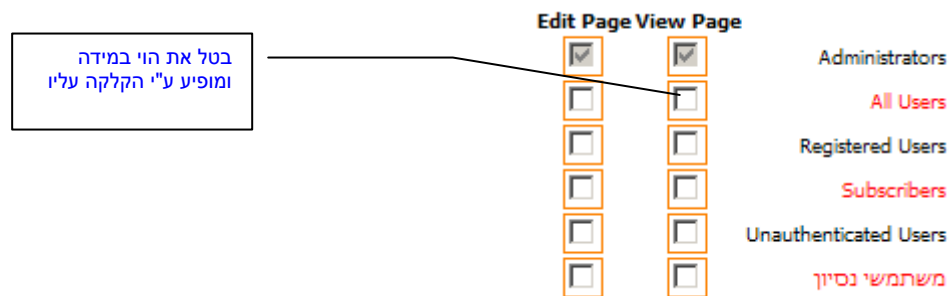 Edit Page View Page
בטל את הוי במידה
ומופיע ע"י הקלקה עליו
Administrators
All Users
Registered Users
Subscribers
Unauthenticated Users
משתמשי נסיון